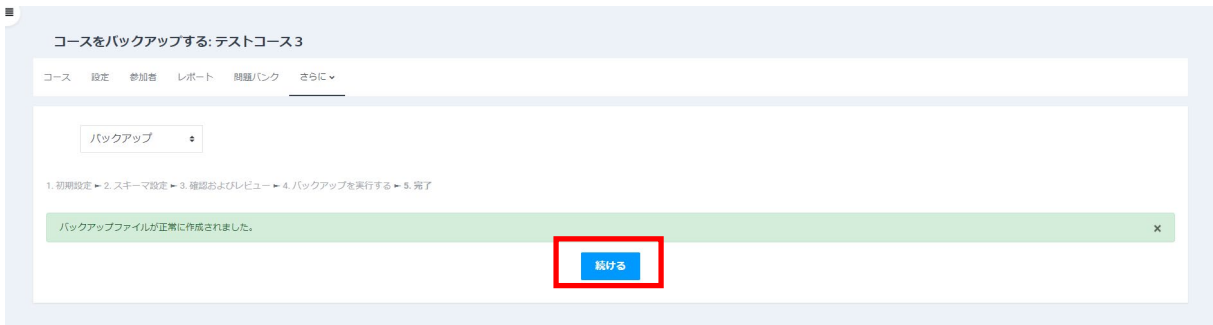 コースをバックアップする: テストコース3
コース 設定 参加者 レポート 問題バンク さらに
バックアップ
1. 初期設定 ► 2. スキーマ設定 ► 3. 確認およびレビュー ► 4. バックアップを実行する ► 5. 完了
バックアップファイルが正常に作成されました。 ×
続ける